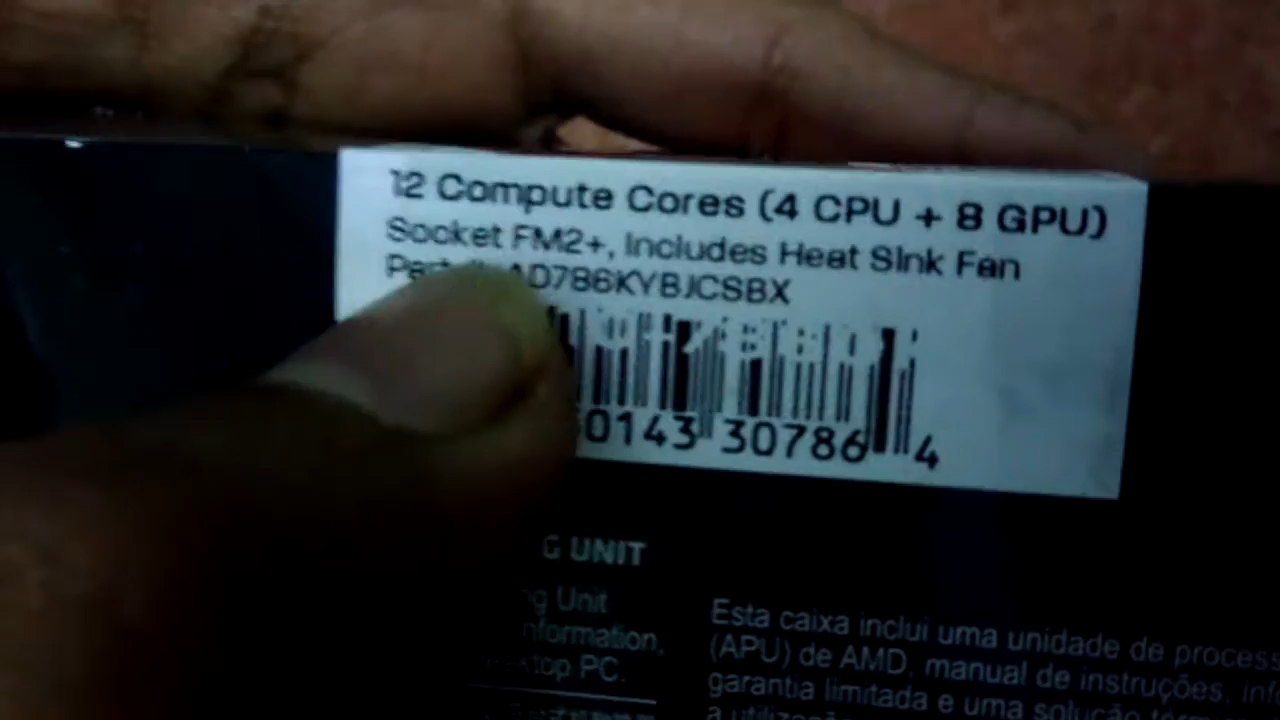 12 Compute Cores (4 CPU + 8 GPU)
Socket FM2+, Includes Heat Sink Fan
AD786KYBJCSBX
0143 30786 4
G UNIT
Unit
nformation,
top PC.
Esta caixa inclui uma unidade de process
(APU) de AMD, manual de instruções, inf
garantia limitada e uma solução